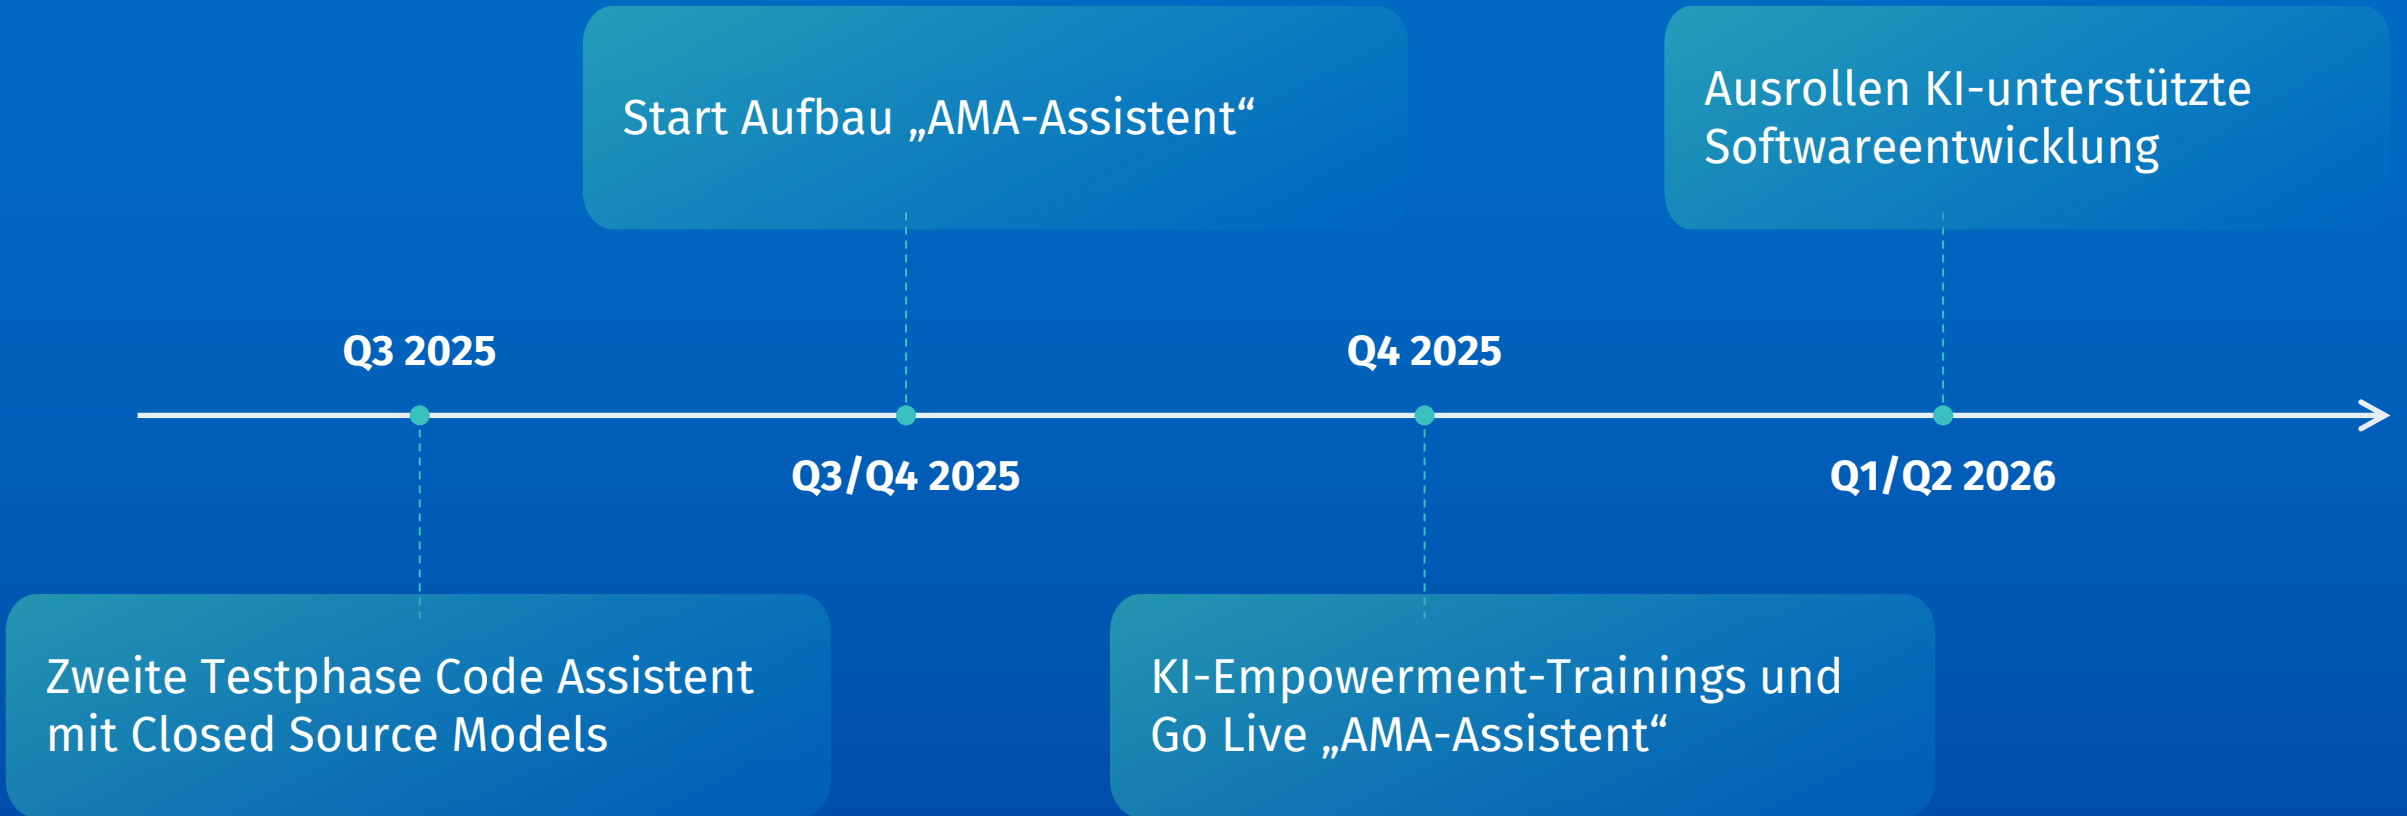 Start Aufbau „AMA-Assistent“
Ausrollen KI-unterstützte
Softwareentwicklung
Q3 2025
Q4 2025
Q3/Q4 2025
Q1/Q2 2026
Zweite Testphase Code Assistent
mit Closed Source Models
KI-Empowerment-Trainings und
Go Live „AMA-Assistent“